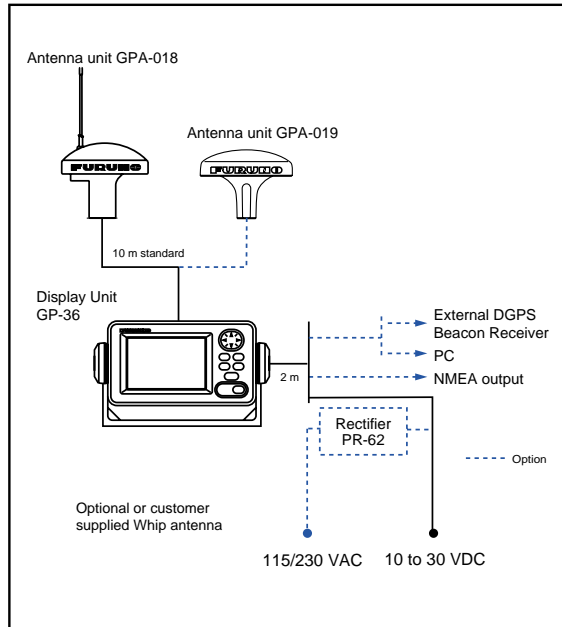 Antenna unit GPA-018
Antenna unit GPA-019
FURUNO
FURUNO
10 m standard
Display Unit
GP-36
External DGPS
Beacon Receiver
PC
2 m
NMEA output
Rectifier
PR-62
Option
Optional or customer
supplied Whip antenna
115/230 VAC
10 to 30 VDC